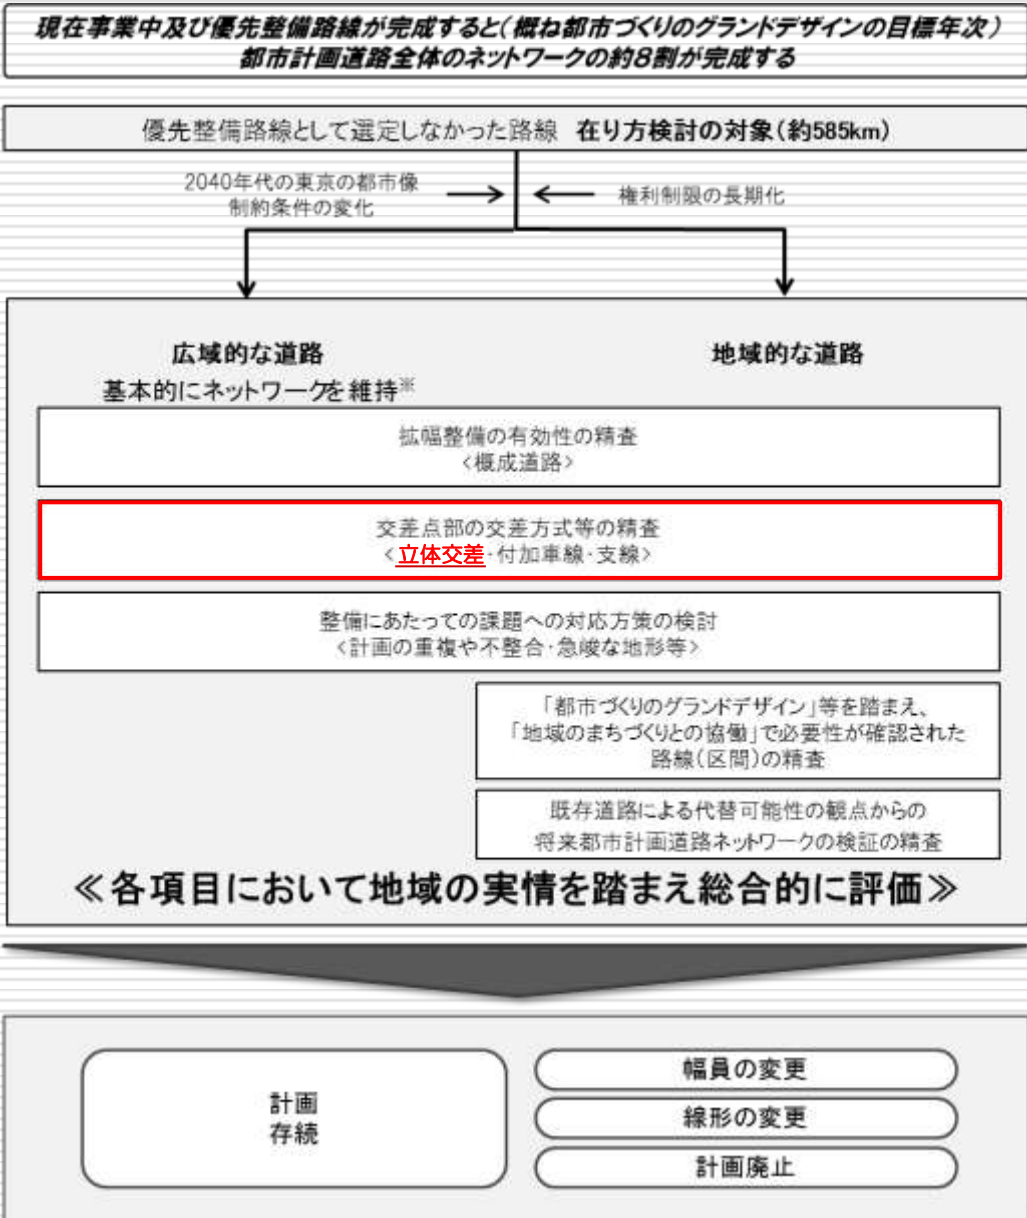 現在事業中及び優先整備路線が完成すると(概ね都市づくりのグランドデザインの目標年次)
都市計画道路全体のネットワークの約8割が完成する
優先整備路線として選定しなかった路線 在り方検討の対象(約585km)
2040年代の東京の都市像
制約条件の変化
権利制限の長期化
広域的な道路
基本的にネットワークを維持※
地域的な道路
拡幅整備の有効性の精査
<概成道路>
交差点部の交差方式等の精査
<立体交差・付加車線・支線>
整備にあたっての課題への対応方策の検討
<計画の重複や不整合・急峻な地形等>
「都市づくりのグランドデザイン」等を踏まえ、
「地域のまちづくりとの協働」で必要性が確認された
路線(区間)の精査
既存道路による代替可能性の観点からの
将来都市計画道路ネットワークの検証の精査
≪各項目において地域の実情を踏まえ総合的に評価≫
計画
存続
幅員の変更
線形の変更
計画廃止